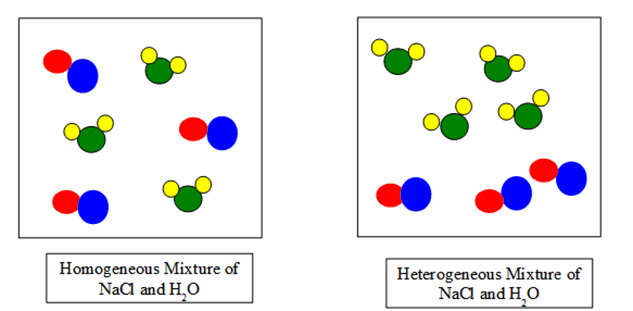 Homogeneous Mixture of
NaCl and H₂O
Heterogeneous Mixture of
NaCl and H₂O